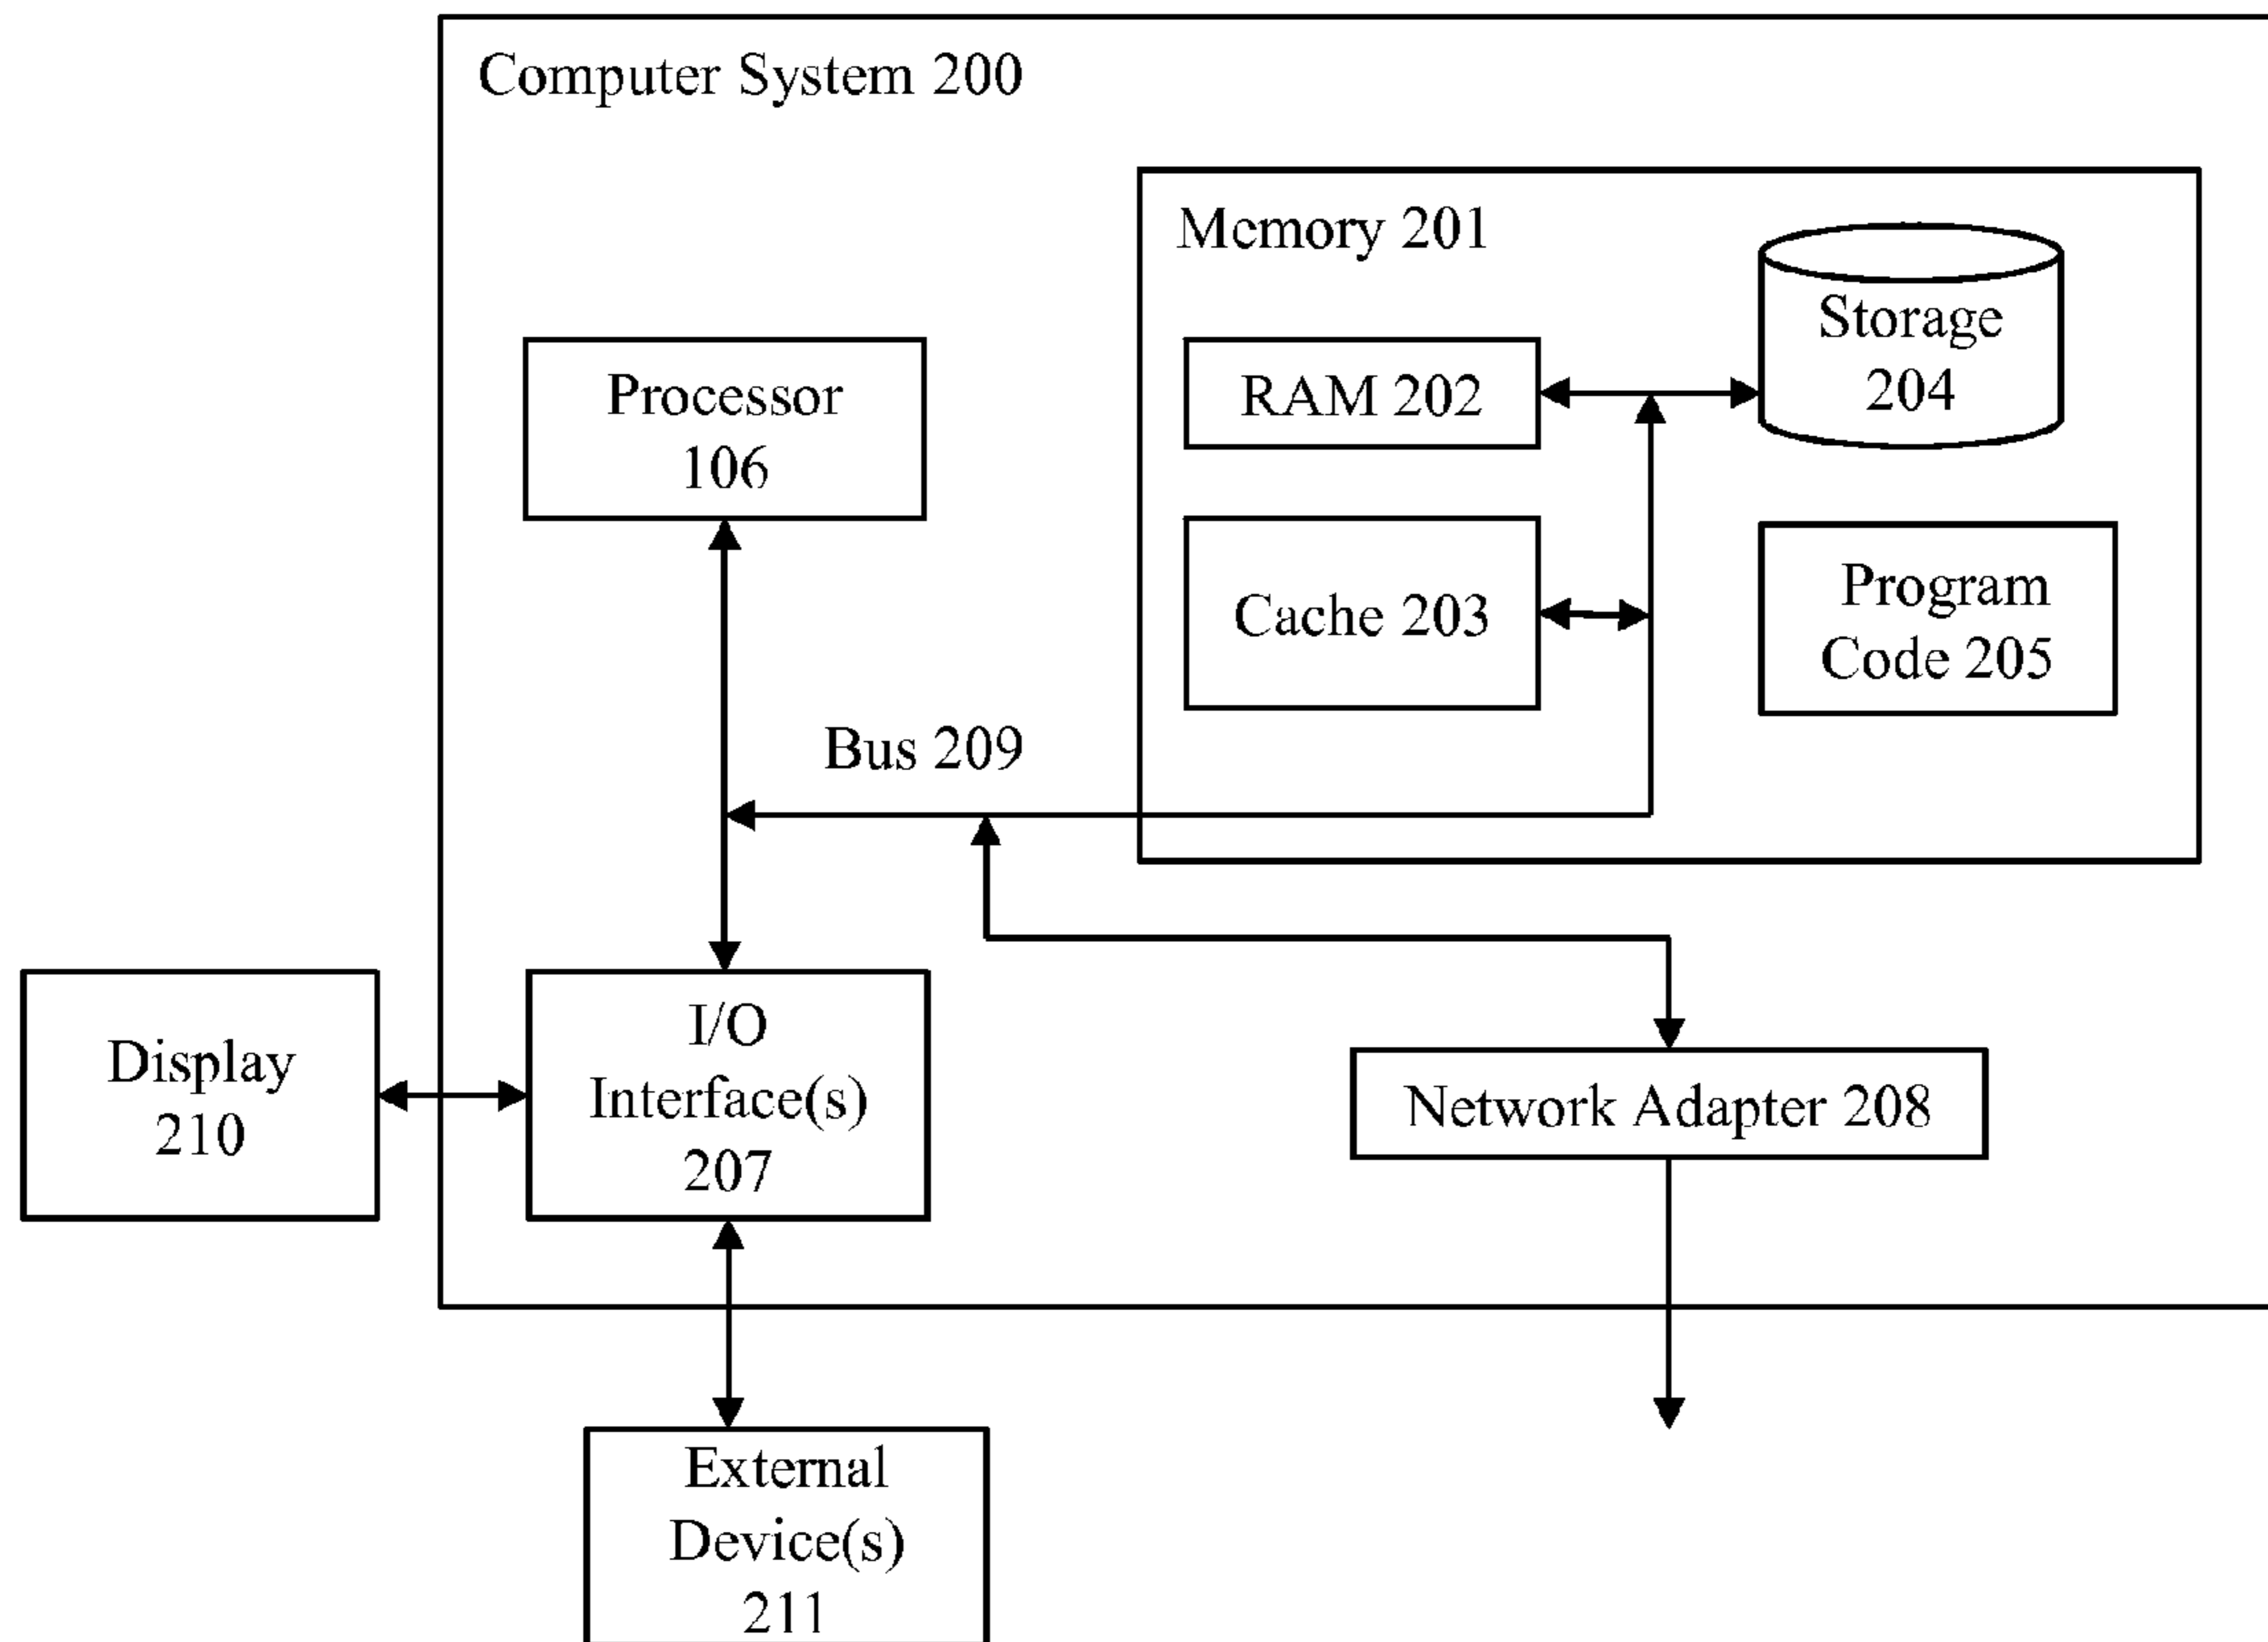 Computer System 200
Memory 201
Storage
204
RAM 202
Processor
106
Cache 203
Program
Code 205
Bus 209
I/O
Interface(s)
207
Display
210
Network Adapter 208
External
Device(s)
211